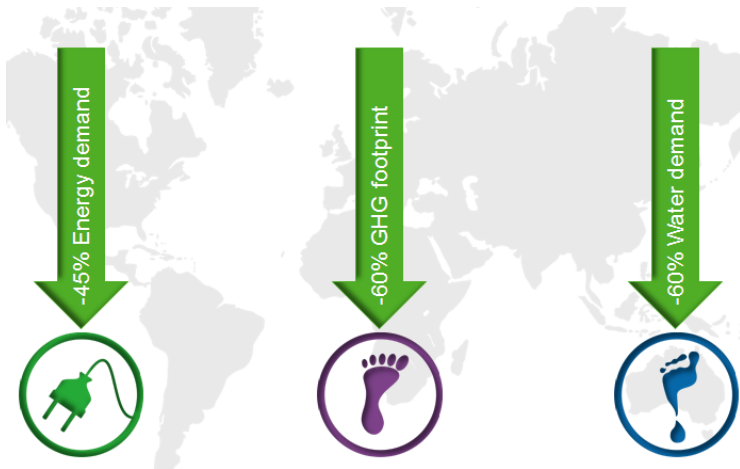 -45% Energy demand
-60% GHG footprint
-60% Water demand